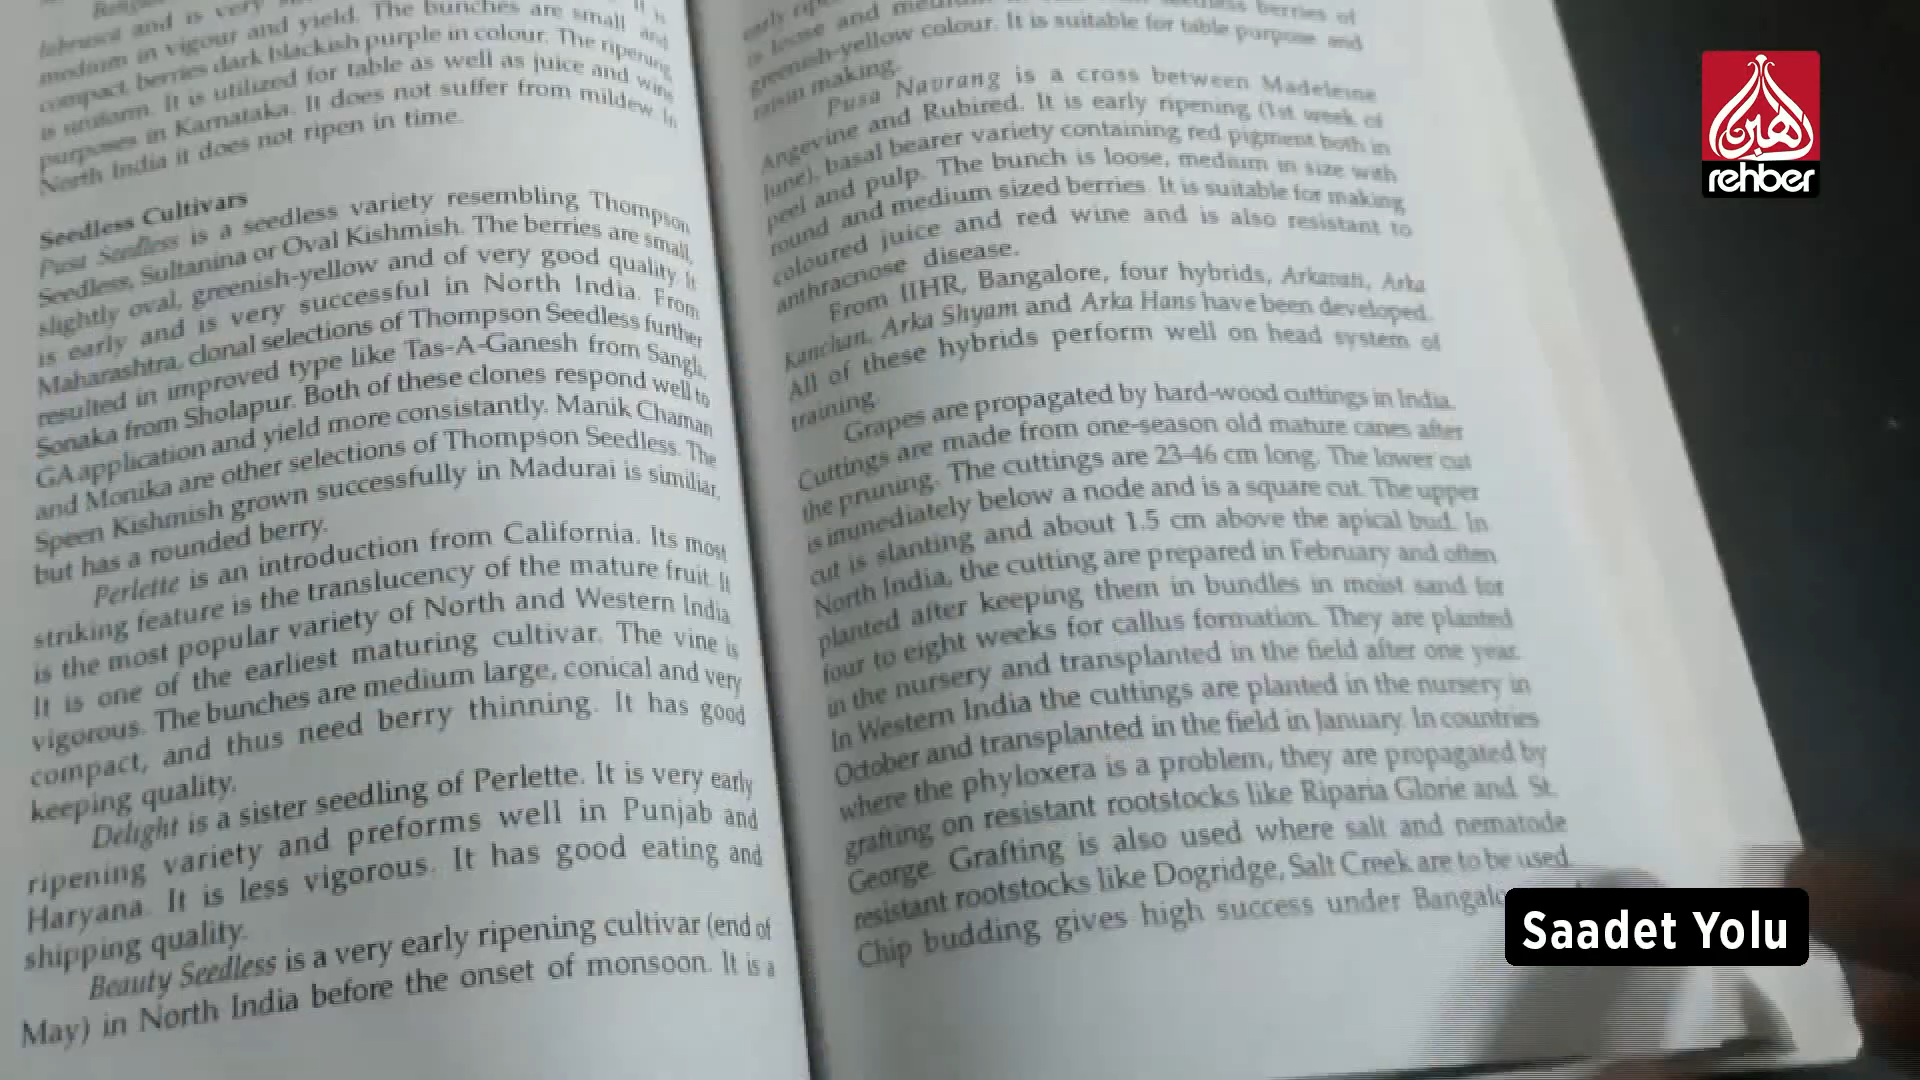 labrusca and is very
medium in vigour and yield. The bunches are small and
compact, berries dark blackish purple in colour. The ripening
is uniform. It is utilized for table as well as juice and wine
purposes in Karnataka. It does not suffer from mildew. In
North India it does not ripen in time.
Seedless Cultivars
Pusa Seedless is a seedless variety resembling Thompson
Seedless, Sultanina or Oval Kishmish. The berries are small,
slightly oval, greenish-yellow and of very good quality. It
is early and is very successful in North India. From
Maharashtra, clonal selections of Thompson Seedless further
resulted in improved type like Tas-A-Ganesh from Sangli,
Sonaka from Sholapur. Both of these clones respond well to
GA application and yield more consistantly. Manik Chaman
and Monika are other selections of Thompson Seedless. The
Speen Kishmish grown successfully in Madurai is similiar,
but has a rounded berry.
Perlette is an introduction from California. Its most
striking feature is the translucency of the mature fruit. It
is the most popular variety of North and Western India.
It is one of the earliest maturing cultivar. The vine is
vigorous. The bunches are medium large, conical and very
compact, and thus need berry thinning. It has good
keeping quality.
Delight is a sister seedling of Perlette. It is very early
ripening variety and preforms well in Punjab and
Haryana. It is less vigorous. It has good eating and
shipping quality.
Beauty Seedless is a very early ripening cultivar (end of
May) in North India before the onset of monsoon. It is a
is loose and berries of
greenish-yellow colour. It is suitable for table purpose and
raisin making.
Pusa Navrang is a cross between Madeleine
Angevine and Rubired. It is early ripening (1st week of
June), basal bearer variety containing red pigment both in
peel and pulp. The bunch is loose, medium in size with
round and medium sized berries. It is suitable for making
coloured juice and red wine and is also resistant to
anthracnose disease.
From IIHR, Bangalore, four hybrids, Arkavati, Arka
Kanchan, Arka Shyam and Arka Hans have been developed.
All of these hybrids perform well on head system of
training.
Grapes are propagated by hard-wood cuttings in India.
Cuttings are made from one-season old mature canes after
the pruning. The cuttings are 23-46 cm long. The lower cut
is immediately below a node and is a square cut. The upper
cut is slanting and about 1.5 cm above the apical bud. In
North India, the cutting are prepared in February and often
planted after keeping them in bundles in moist sand for
four to eight weeks for callus formation. They are planted
in the nursery and transplanted in the field after one year.
In Western India the cuttings are planted in the nursery in
October and transplanted in the field in January. In countries
where the phyloxera is a problem, they are propagated by
grafting on resistant rootstocks like Riparia Glorie and St.
George. Grafting is also used where salt and nematode
resistant rootstocks like Dogridge, Salt Creek are to be used.
Chip budding gives high success under
رهبر
rehber
Saadet Yolu